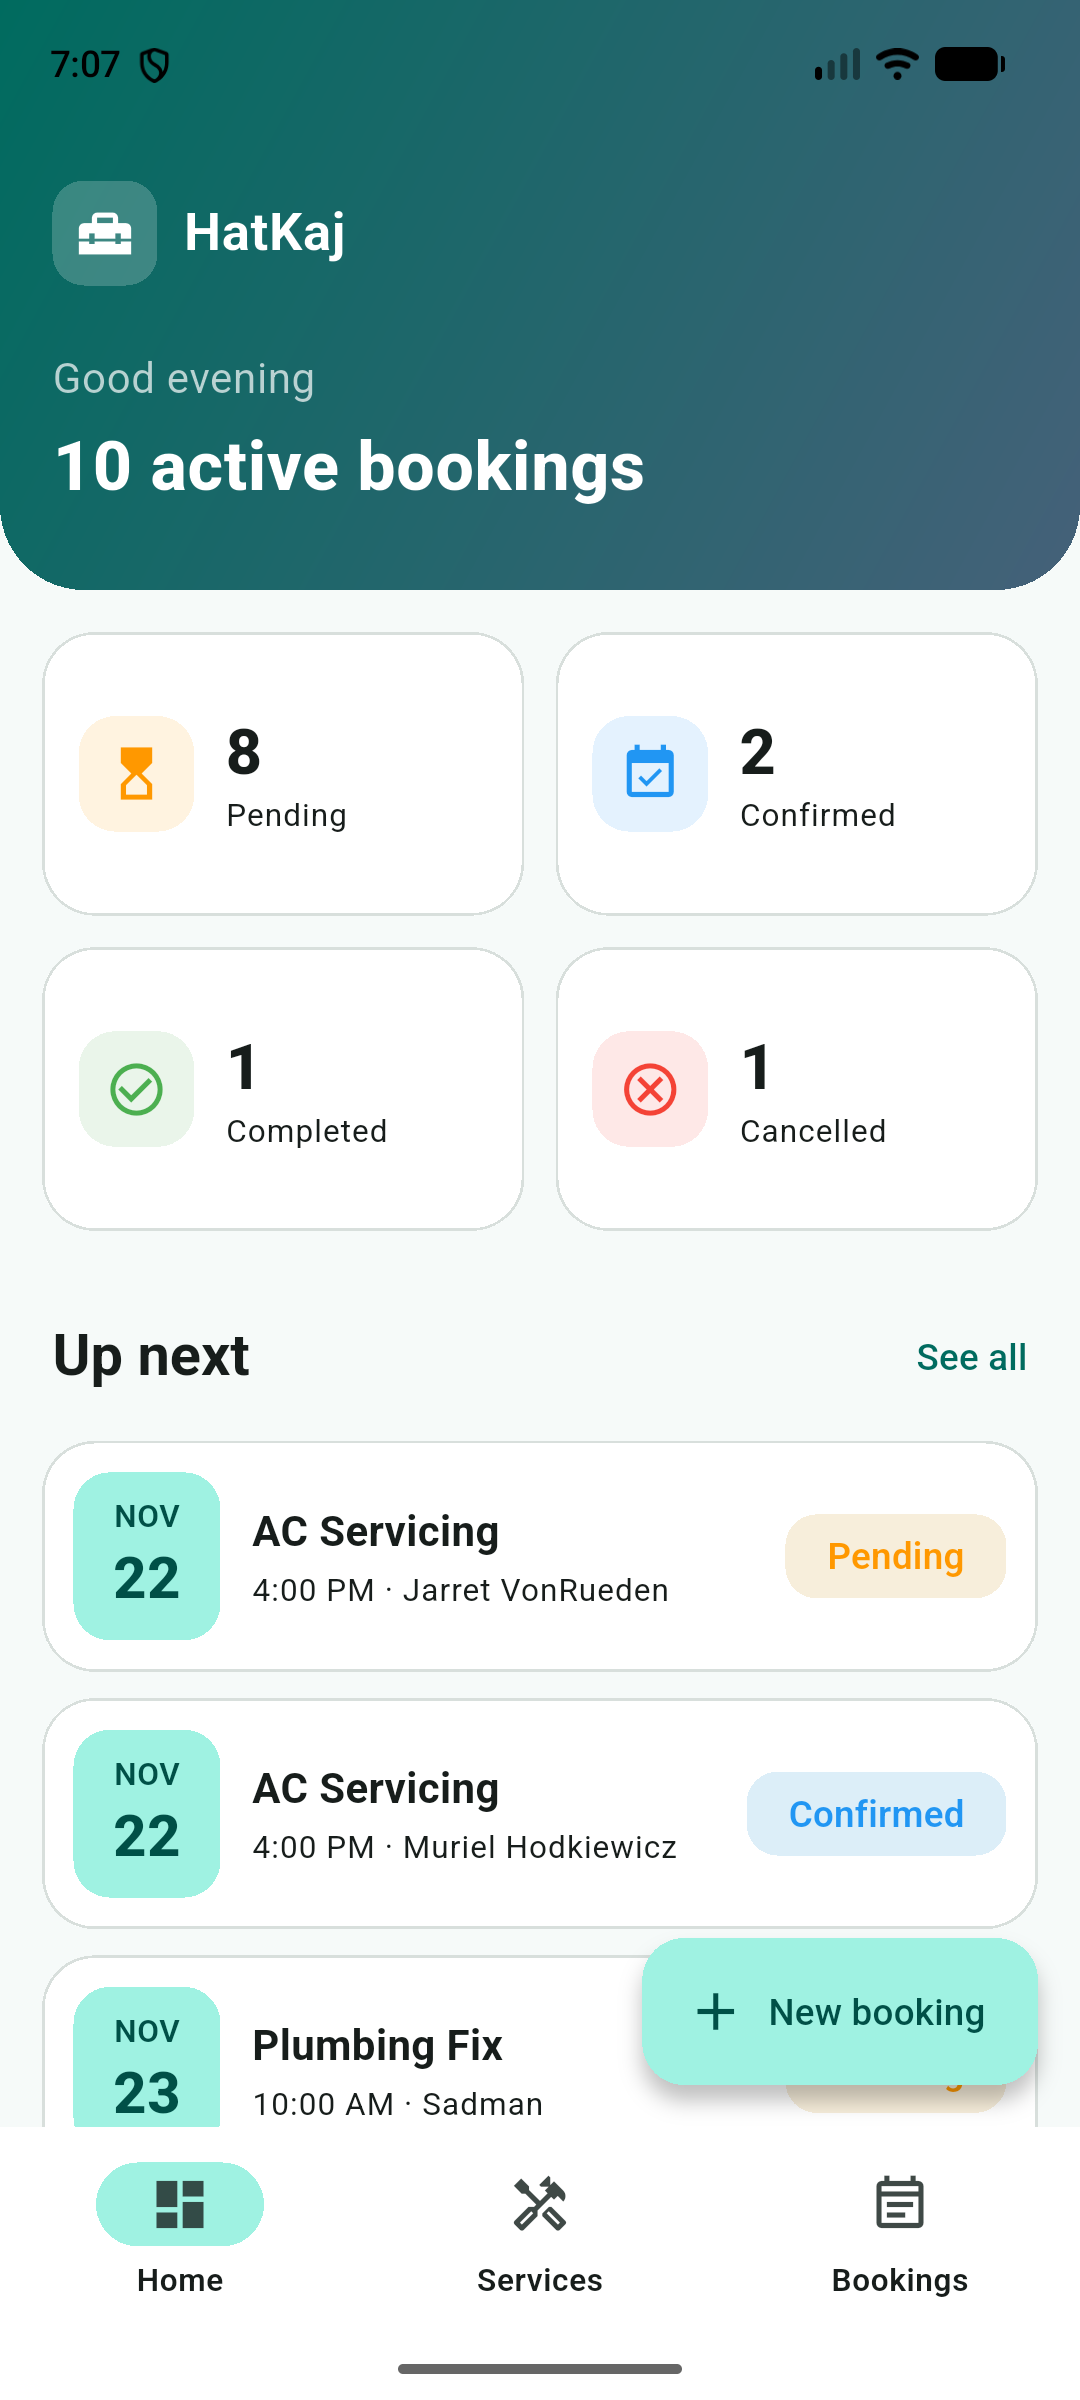 7:07
HatKaj
Good evening
10 active bookings
8
Pending
2
Confirmed
1
Completed
1
Cancelled
Up next
See all
NOV
22
AC Servicing
4:00 PM · Jarret VonRueden
Pending
NOV
22
AC Servicing
4:00 PM · Muriel Hodkiewicz
Confirmed
NOV
23
Plumbing Fix
10:00 AM · Sadman
New booking
Home
Services
Bookings